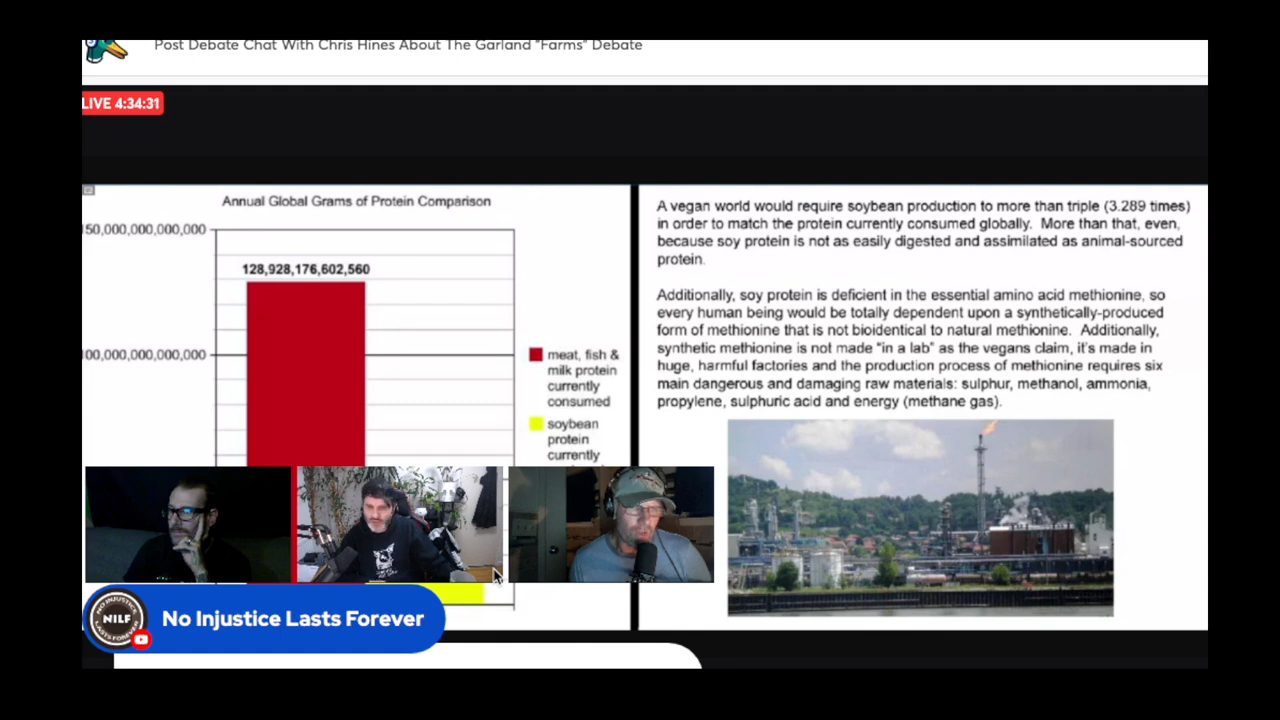 Post Debate Chat With Chris Hines About The Garland "Farms" Debate
LIVE 4:34:31
Annual Global Grams of Protein Comparison
50,000,000,000,000
128,928,176,602,560
00,000,000,000,000
meat, fish &
milk protein
currently
consumed
soybean
protein
currently
A vegan world would require soybean production to more than triple (3.289 times)
in order to match the protein currently consumed globally. More than that, even,
because soy protein is not as easily digested and assimilated as animal-sourced
protein.
Additionally, soy protein is deficient in the essential amino acid methionine, so
every human being would be totally dependent upon a synthetically-produced
form of methionine that is not bioidentical to natural methionine. Additionally,
synthetic methionine is not made "in a lab" as the vegans claim, it's made in
huge, harmful factories and the production process of methionine requires six
main dangerous and damaging raw materials: sulphur, methanol, ammonia,
propylene, sulphuric acid and energy (methane gas).
NO INJUSTICE
NILF
LASTS FOREVER
No Injustice Lasts Forever